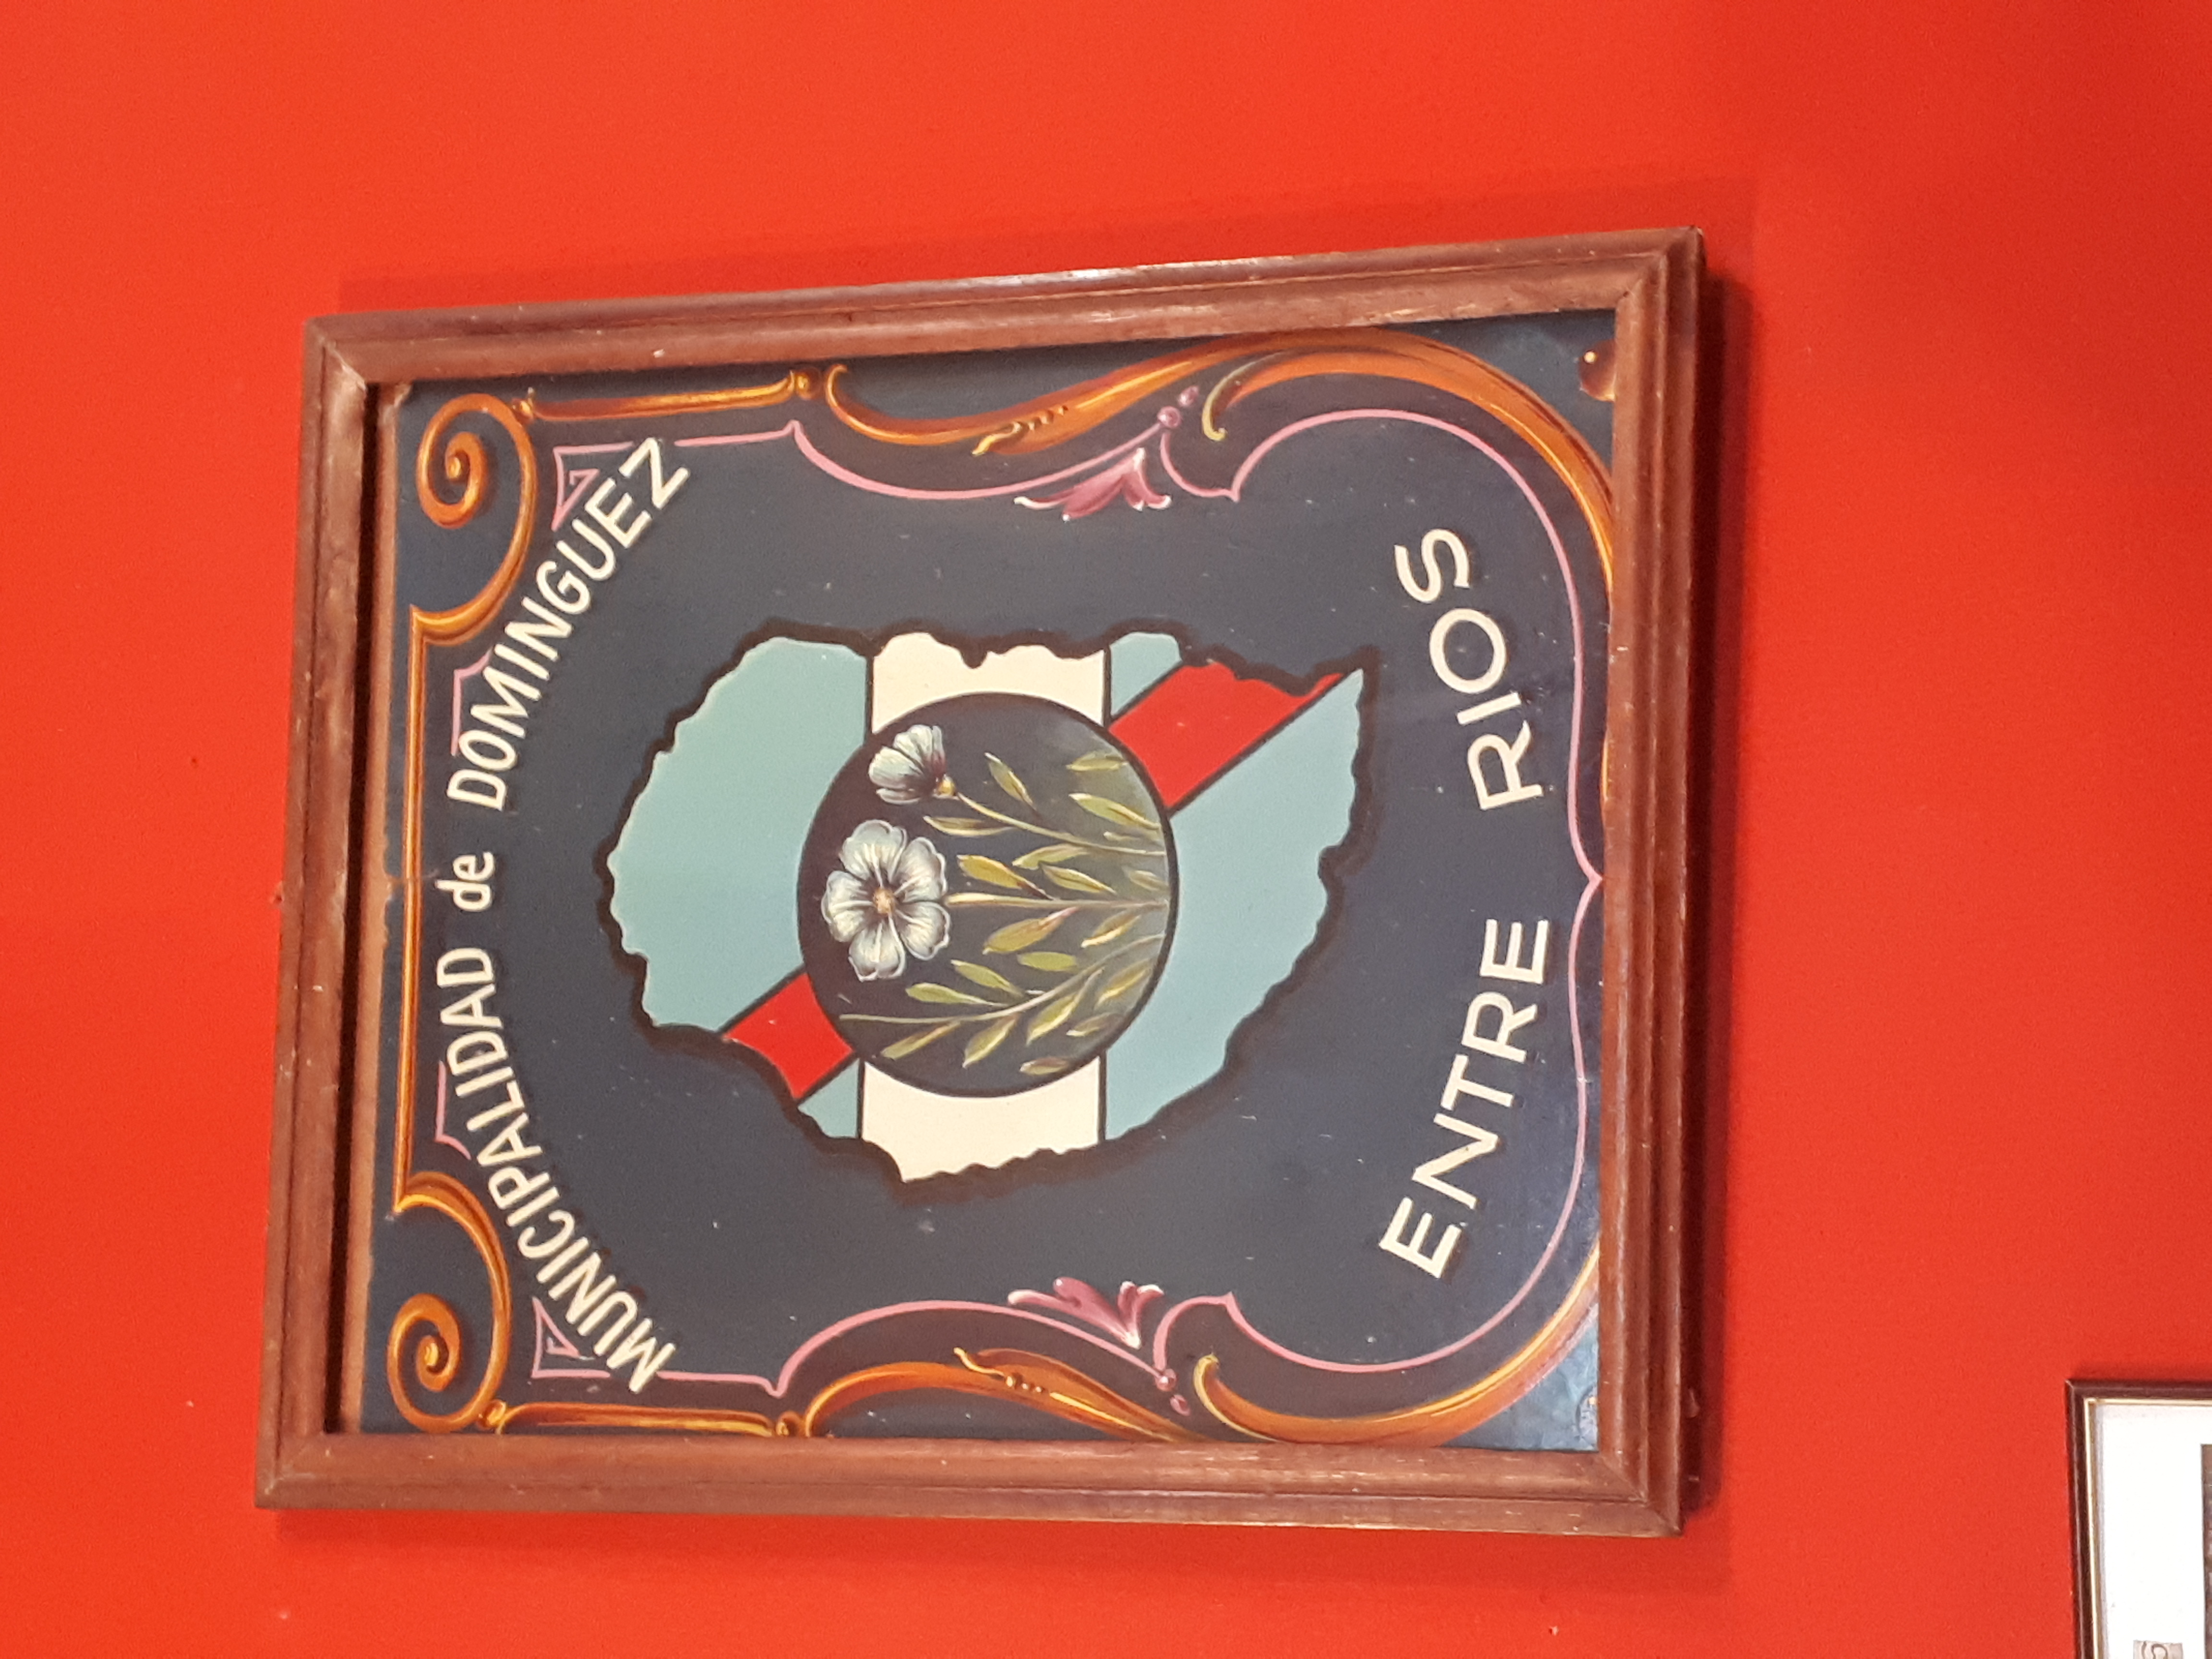 MUNICIPALIDAD de DOMINGUEZ
ENTRE RIOS